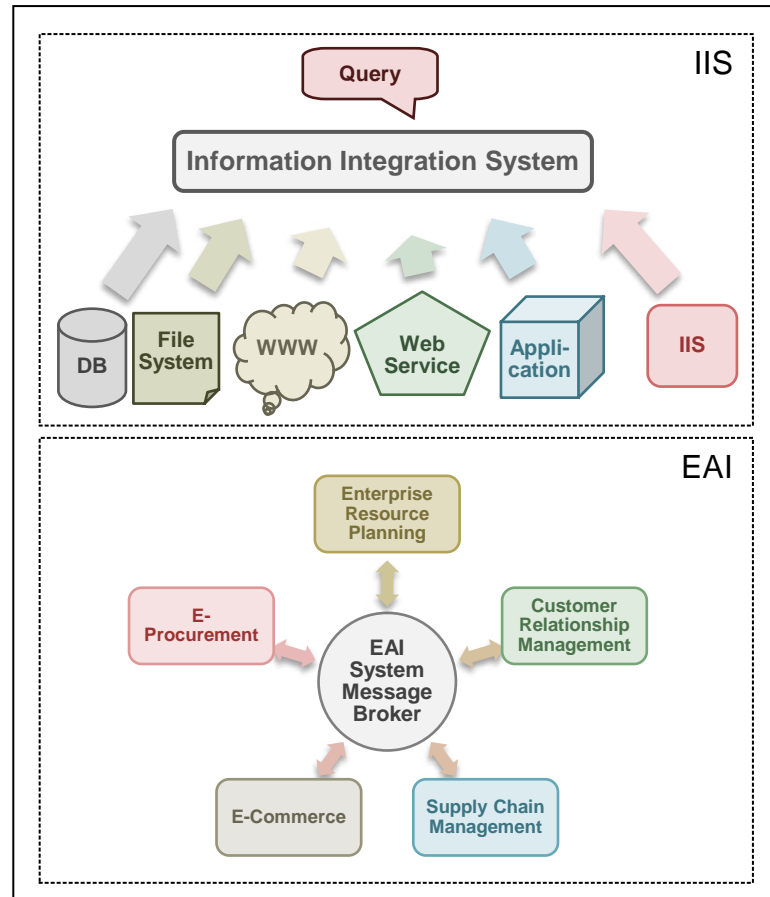 IIS
Query
Information Integration System
DB
File
System
WWW
Web
Service
Appli-
cation
IIS
EAI
Enterprise
Resource
Planning
E-
Procurement
Customer
Relationship
Management
EAI
System
Message
Broker
E-Commerce
Supply Chain
Management